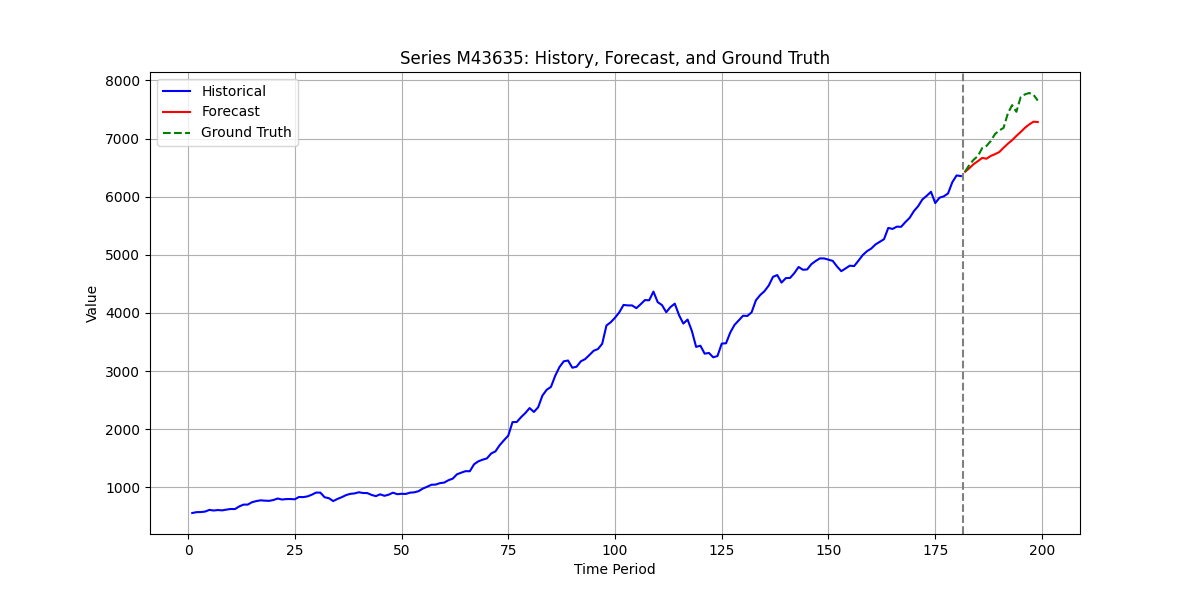 Series M43635: History, Forecast, and Ground Truth
8000
7000
6000
5000
4000
3000
2000
1000
Value
Historical
Forecast
Ground Truth
0 25 50 75 100 125 150 175 200
Time Period